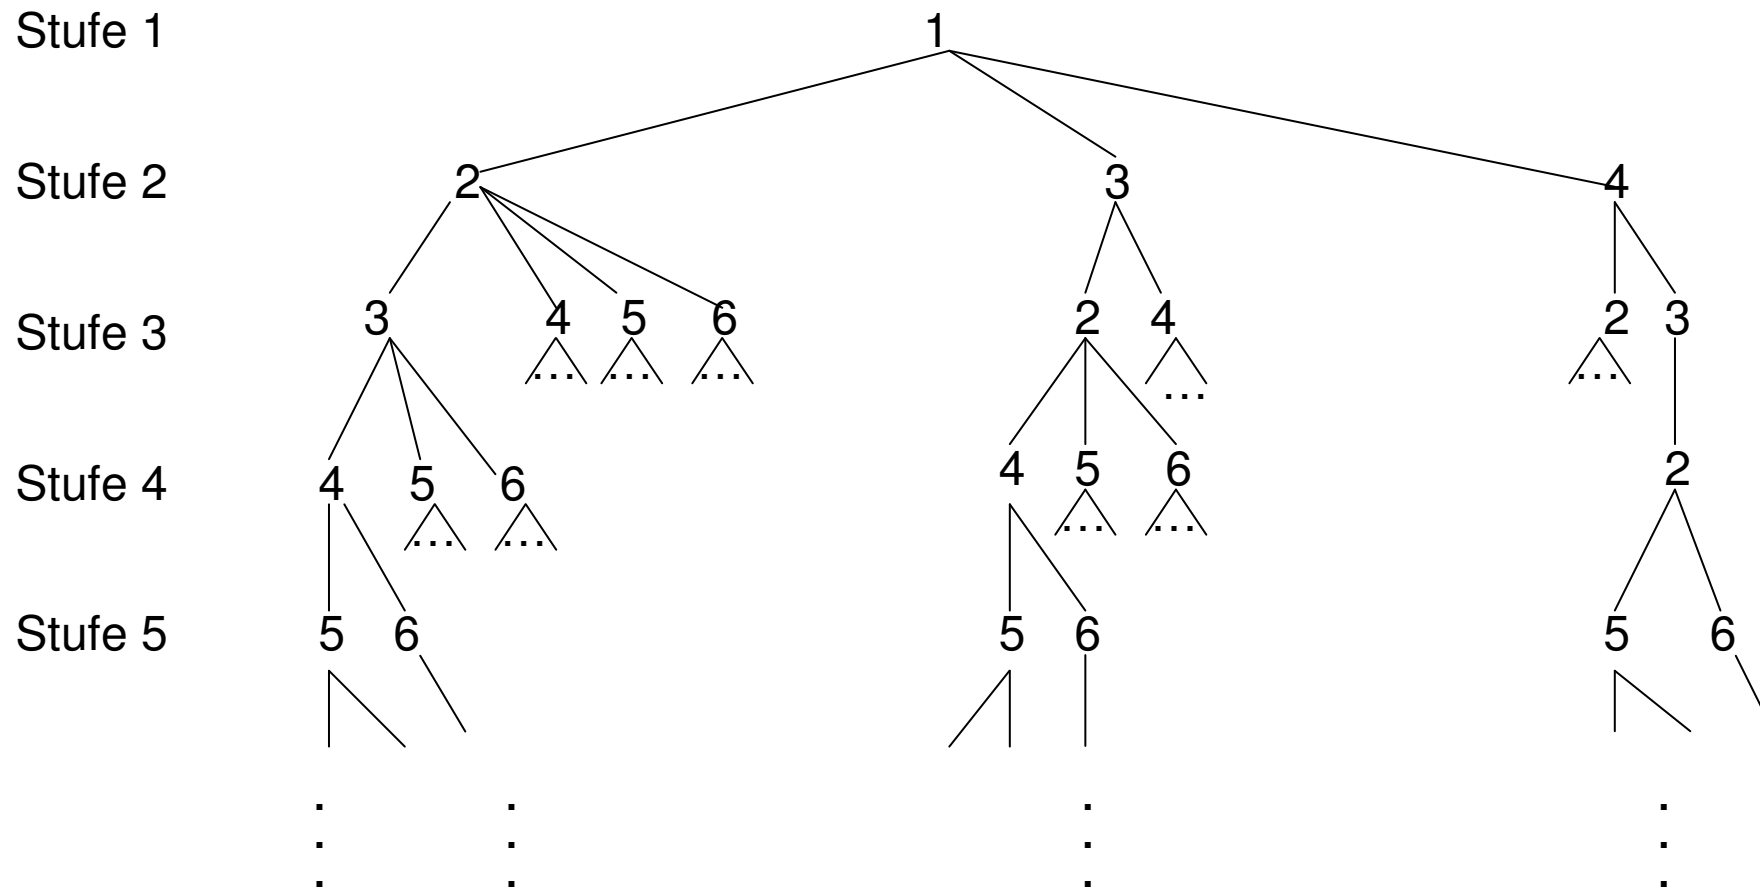 Stufe 1 1
Stufe 2 2 3 4
Stufe 3 3 4 5 6 2 4 2 3
... ... ... ... ...
Stufe 4 4 5 6 4 5 6 2
... ... ... ...
Stufe 5 5 6 5 6 5 6
. . . .
. . . .
. . . .